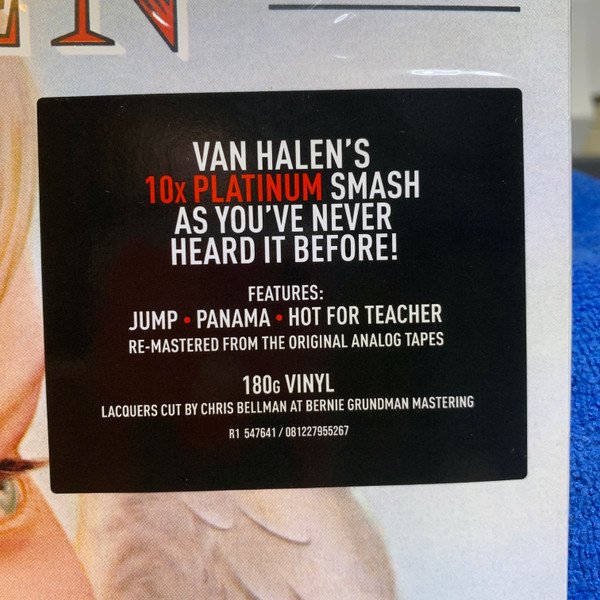 EN
VAN HALEN'S
10x PLATINUM SMASH
AS YOU'VE NEVER
HEARD IT BEFORE!
FEATURES:
JUMP • PANAMA • HOT FOR TEACHER
RE-MASTERED FROM THE ORIGINAL ANALOG TAPES
180G VINYL
LACQUERS CUT BY CHRIS BELLMAN AT BERNIE GRUNDMAN MASTERING
R1 547641 / 081227955267